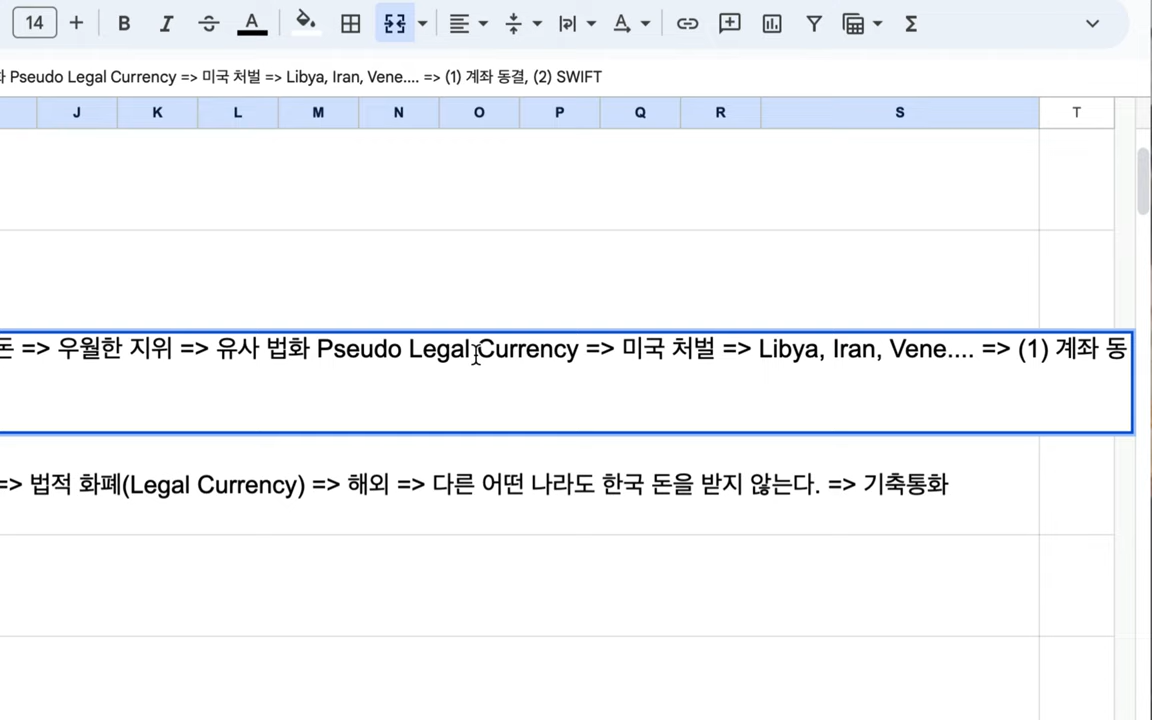 14
화 Pseudo Legal Currency => 미국 처벌 => Libya, Iran, Vene.... => (1) 계좌 동결, (2) SWIFT
J K L M N O P Q R S T
돈 => 우월한 지위 => 유사 법화 Pseudo Legal Currency => 미국 처벌 => Libya, Iran, Vene.... => (1) 계좌 동
=> 법적 화폐(Legal Currency) => 해외 => 다른 어떤 나라도 한국 돈을 받지 않는다. => 기축통화